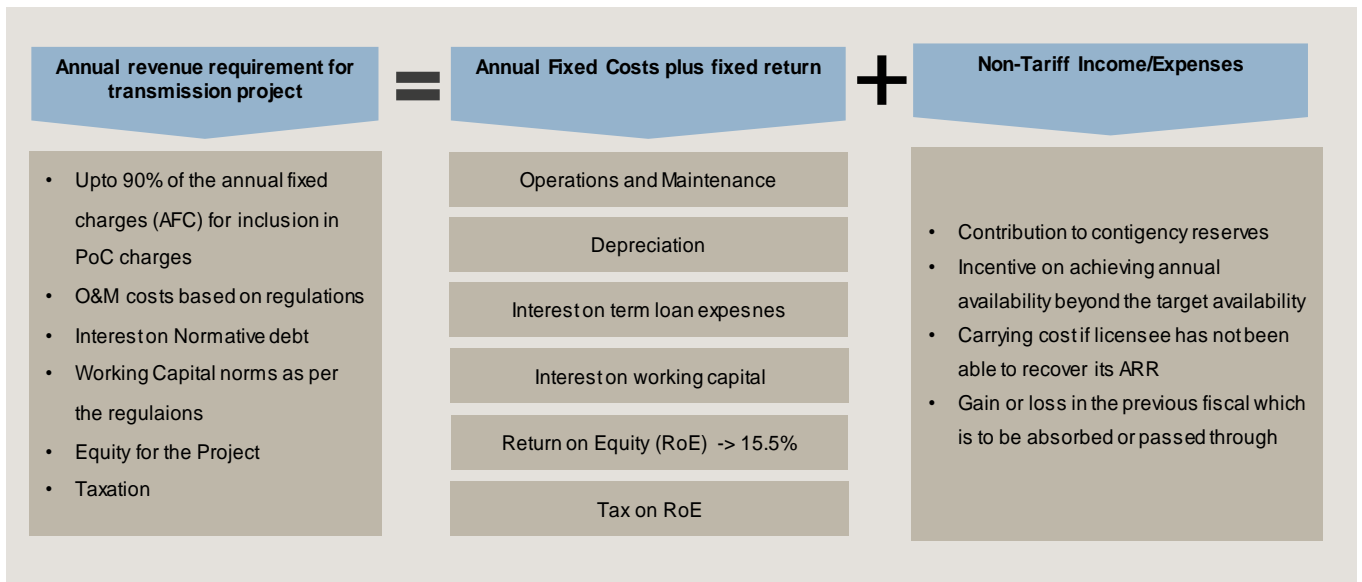 Annual revenue requirement for
transmission project
=
Annual Fixed Costs plus fixed return
+
Non-Tariff Income/Expenses
• Upto 90% of the annual fixed
charges (AFC) for inclusion in
PoC charges
• O&M costs based on regulations
• Interest on Normative debt
• Working Capital norms as per
the regulaions
• Equity for the Project
• Taxation
Operations and Maintenance
Depreciation
Interest on term loan expesnes
Interest on working capital
Return on Equity (RoE) -> 15.5%
Tax on RoE
• Contribution to contigency reserves
• Incentive on achieving annual
availability beyond the target availability
• Carrying cost if licensee has not been
able to recover its ARR
• Gain or loss in the previous fiscal which
is to be absorbed or passed through